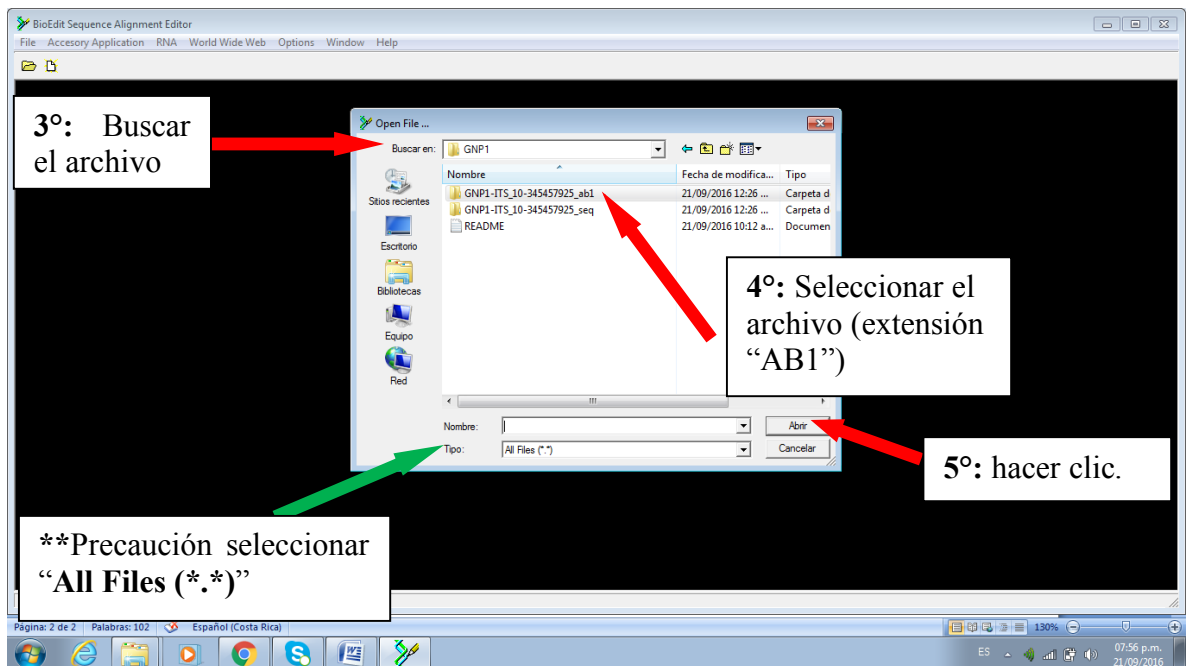 BioEdit Sequence Alignment Editor
File Accesory Application RNA World Wide Web Options Window Help
3°: Buscar
el archivo
Open File ...
Buscar en: GNP1
Nombre Fecha de modifica... Tipo
GNP1-ITS_10-345457925_ab1 21/09/2016 12:26 ... Carpeta d
GNP1-ITS_10-345457925_seq 21/09/2016 12:26 ... Carpeta d
README 21/09/2016 10:12 a... Documen
Sitios recientes
Escritorio
Bibliotecas
Equipo
Red
4°: Seleccionar el
archivo (extensión
“AB1”)
Nombre: Abrir
Tipo: All Files (*.*) Cancelar
5°: hacer clic.
**Precaución seleccionar
“All Files (*.*)”
Página: 2 de 2 Palabras: 102 Español (Costa Rica) 130%
ES 07:56 p.m.
21/09/2016